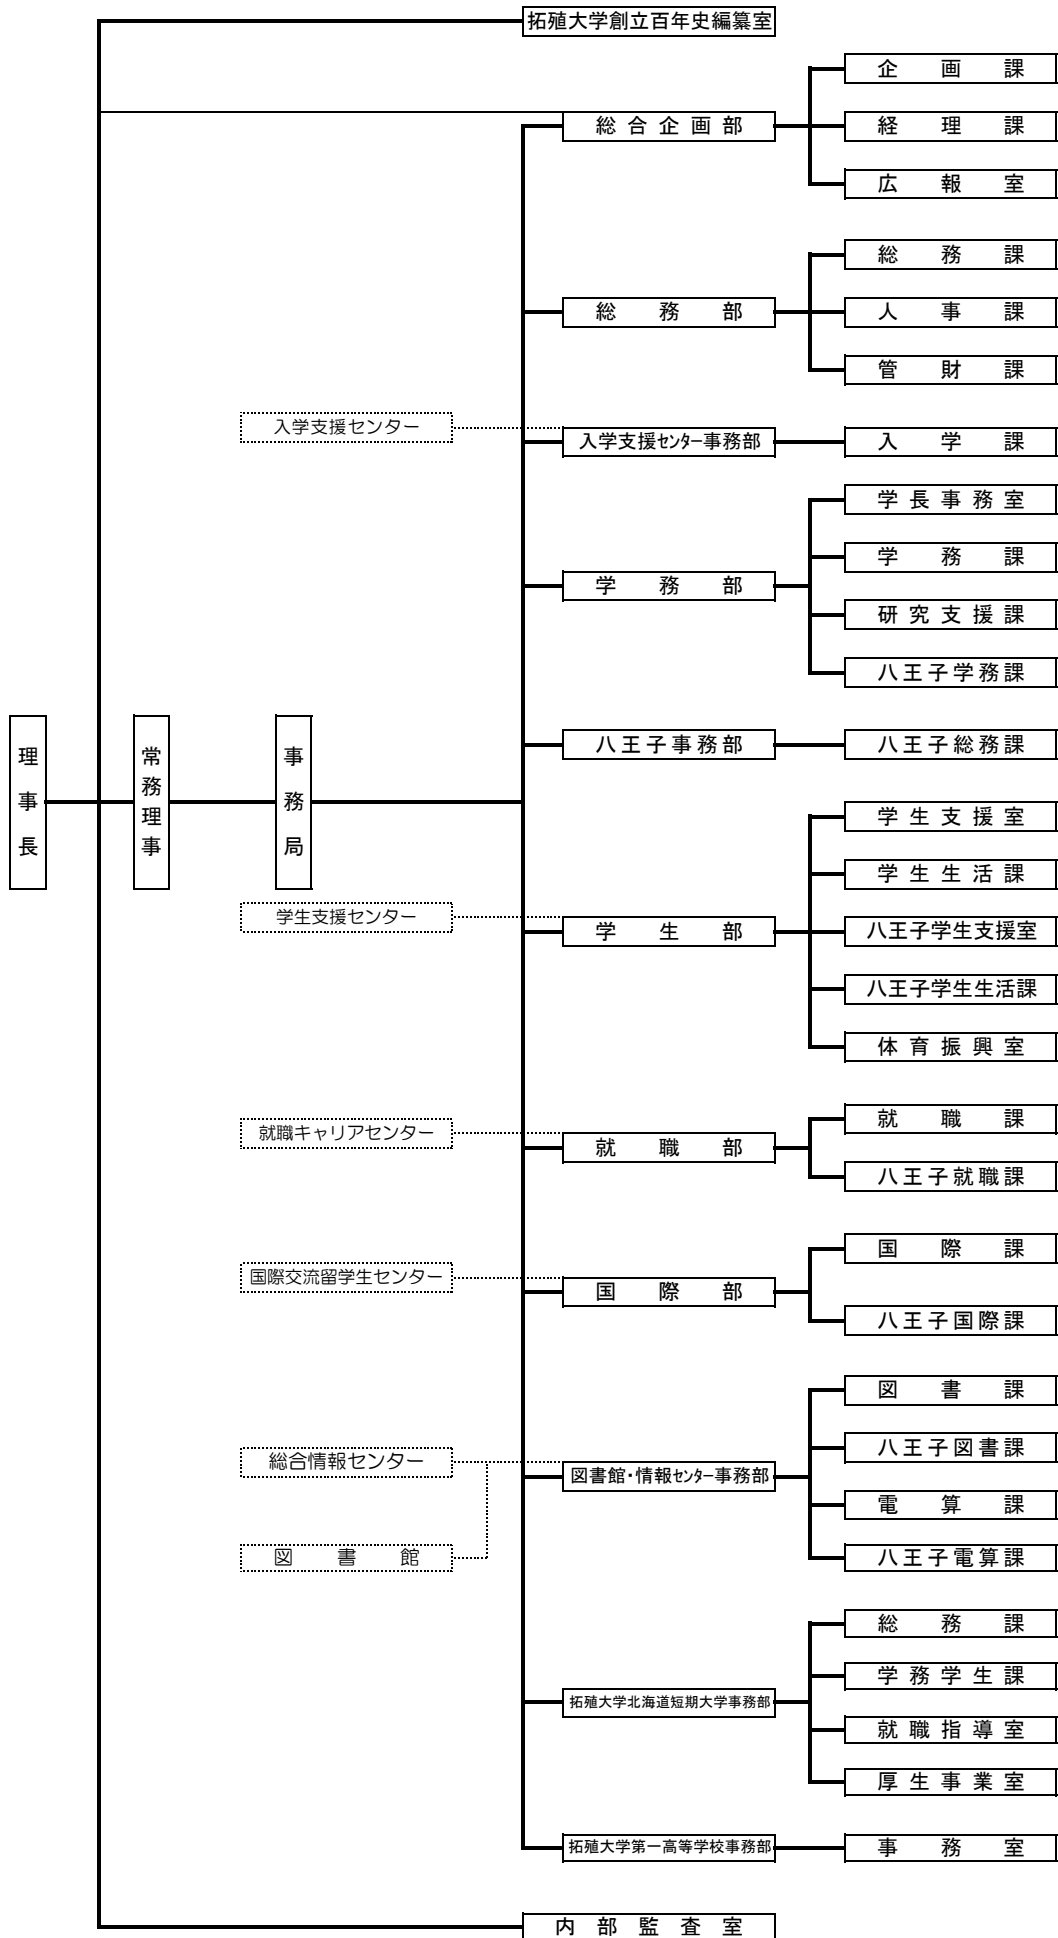 拓殖大学創立百年史編纂室
企画課
総合企画部
経理課
広報室
総務課
総務部
人事課
管財課
入学支援センター
入学支援センター事務部
入学課
学長事務室
学務課
学務部
研究支援課
八王子学務課
理事長
常務理事
事務局
八王子事務部
八王子総務課
学生支援室
学生生活課
学生支援センター
学生部
八王子学生支援室
八王子学生生活課
体育振興室
就職キャリアセンター
就職部
就職課
八王子就職課
国際交流留学生センター
国際部
国際課
八王子国際課
図書課
八王子図書課
総合情報センター
図書館・情報センター事務部
電算課
図書館
八王子電算課
総務課
学務学生課
拓殖大学北海道短期大学事務部
就職指導室
厚生事業室
拓殖大学第一高等学校事務部
事務室
内部監査室